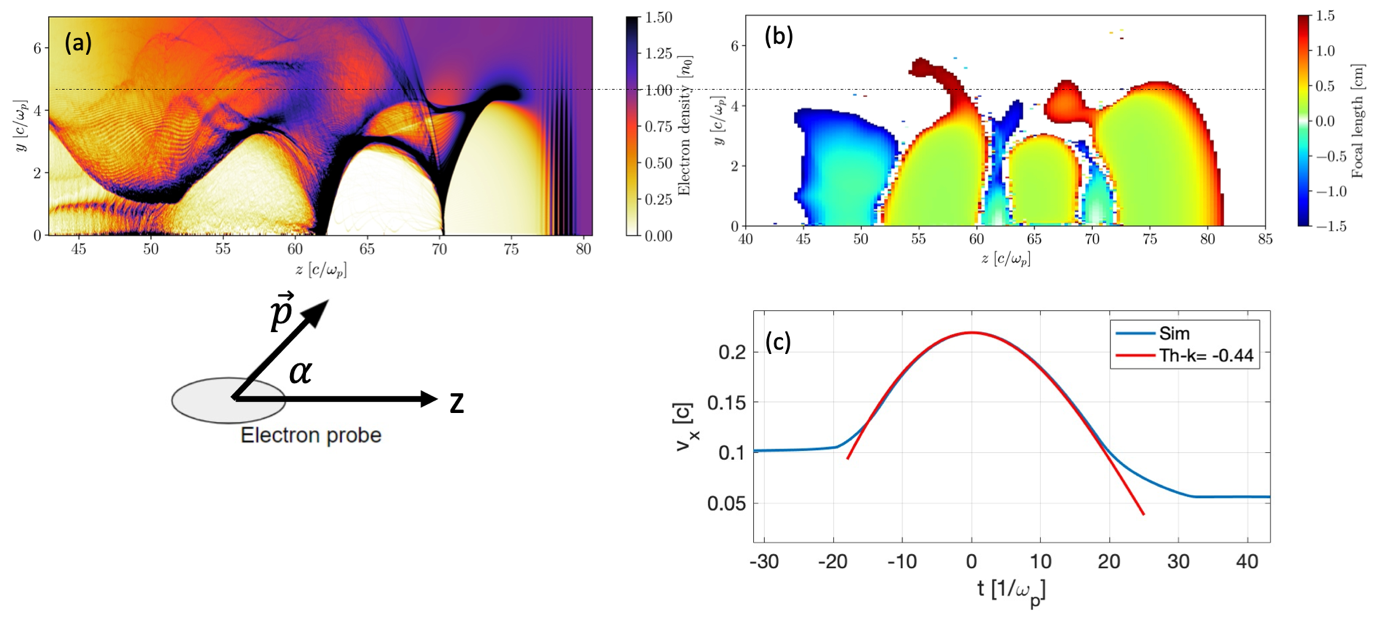 (a)
6
4
2
0
y [c/ω_p]
45 50 55 60 65 70 75 80
z [c/ω_p]
1.50
1.25
1.00
0.75
0.50
0.25
0.00
Electron density [n_0]
(b)
6
4
2
0
y [c/ω_p]
40 45 50 55 60 65 70 75 80 85
z [c/ω_p]
1.5
1.0
0.5
0.0
−0.5
−1.0
−1.5
Focal length [cm]
p⃗
α
z
Electron probe
(c)
Sim
Th-k= -0.44
0.2
0.15
0.1
0.05
v_x [c]
-30 -20 -10 0 10 20 30 40
t [1/ω_p]